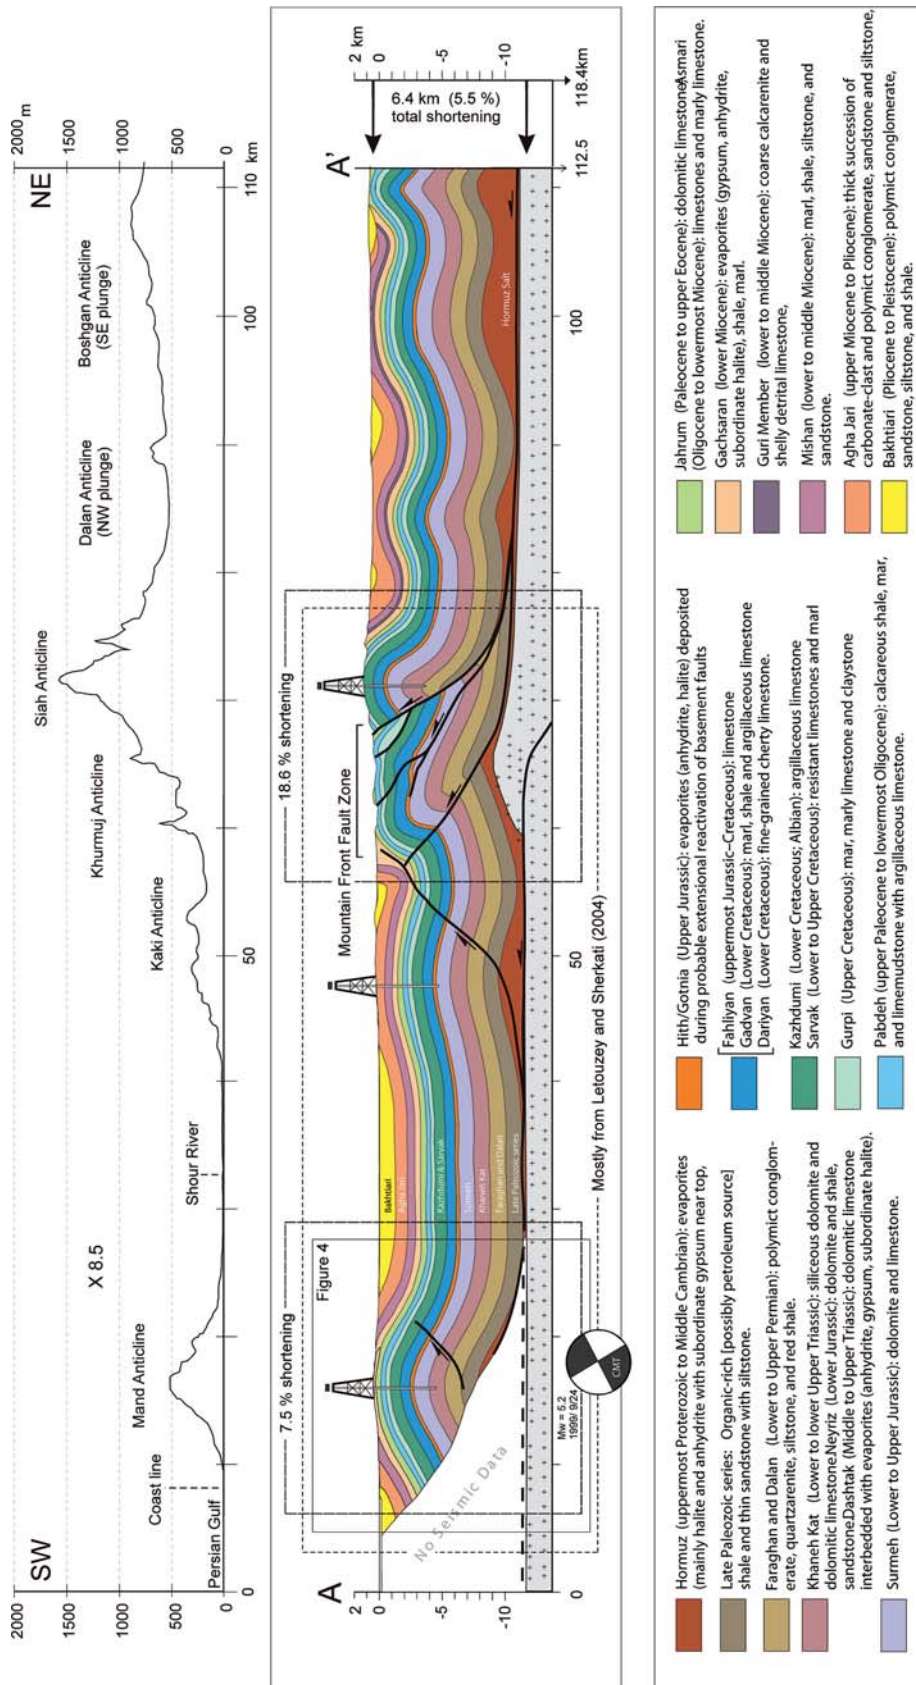 SW
NE
X 8.5
2000
1500
1000
500
0
2000 m
1500
1000
500
0
Persian Gulf
Coast line
Mand Anticline
Shour River
Kaki Anticline
Khurmuj Anticline
Siah Anticline
Dalan Anticline
(NW plunge)
Boshgan Anticline
(SE plunge)
0
50
100
110 km
A
A'
2
0
-5
-10
2 km
0
-5
-10
7.5 % shortening
Figure 4
Mountain Front Fault Zone
18.6 % shortening
6.4 km (5.5 %)
total shortening
No Seismic Data
Mw = 5.2
1999/ 9/24
CMT
Bakhtiari
Agha Jari
Kazhdumi & Sarvak
Surmeh
Khaneh Kat
Faraghan and Dalan
Late Paleozoic series
Hormuz Salt
Mostly from Letouzey and Sherkati (2004)
0
50
100
112.5
118.4km
Hormuz (uppermost Proterozoic to Middle Cambrian): evaporites
(mainly halite and anhydrite with subordinate gypsum near top,
Late Paleozoic series: Organic-rich [possibly petroleum source]
shale and thin sandstone with siltstone.
Faraghan and Dalan (Lower to Upper Permian): polymict conglom-
erate, quartzarenite, siltstone, and red shale.
Khaneh Kat (Lower to lower Upper Triassic): siliceous dolomite and
dolomitic limestone.Neyriz (Lower Jurassic): dolomite and shale,
sandstone.Dashtak (Middle to Upper Triassic): dolomitic limestone
interbedded with evaporites (anhydrite, gypsum, subordinate halite).
Surmeh (Lower to Upper Jurassic): dolomite and limestone.
Hith/Gotnia (Upper Jurassic): evaporites (anhydrite, halite) deposited
during probable extensional reactivation of basement faults
Fahliyan (uppermost Jurassic-Cretaceous): limestone
Gadvan (Lower Cretaceous): marl, shale and argillaceous limestone
Dariyan (Lower Cretaceous): fine-grained cherty limestone.
Kazhdumi (Lower Cretaceous, Albian): argillaceous limestone
Sarvak (Lower to Upper Cretaceous): resistant limestones and marl
Gurpi (Upper Cretaceous): mar, marly limestone and claystone
Pabdeh (upper Paleocene to lowermost Oligocene): calcareous shale, mar,
and limemudstone with argillaceous limestone.
Jahrum (Paleocene to upper Eocene): dolomitic limestone,Asmari
(Oligocene to lowermost Miocene): limestones and marly limestone.
Gachsaran (lower Miocene): evaporites (gypsum, anhydrite,
subordinate halite), shale, marl.
Guri Member (lower to middle Miocene): coarse calcarenite and
shelly detrital limestone,
Mishan (lower to middle Miocene): marl, shale, siltstone, and
sandstone.
Agha Jari (upper Miocene to Pliocene): thick succession of
carbonate-clast and polymict conglomerate, sandstone and siltstone,
Bakhtiari (Pliocene to Pleistocene): polymict conglomerate,
sandstone, siltstone, and shale.